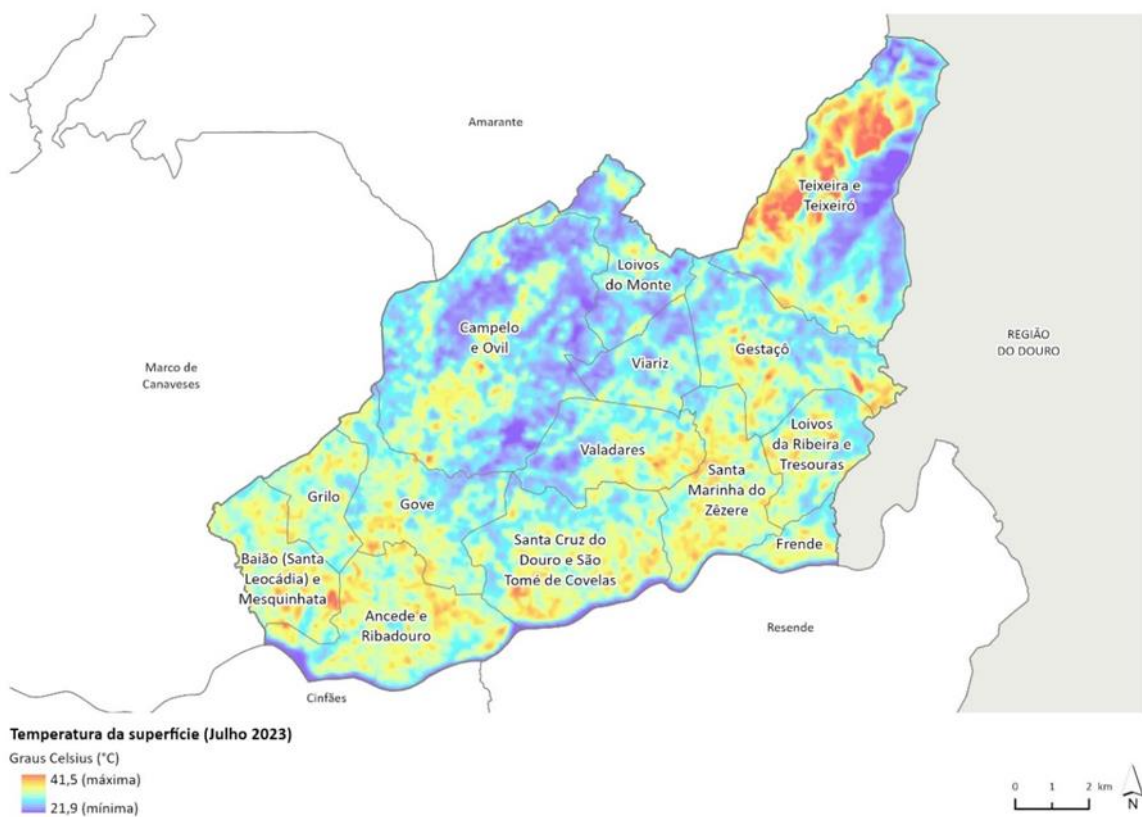 Amarante
Teixeira e
Teixeiró
Loivos
do Monte
REGIÃO
DO DOURO
Campelo
e Ovil
Gestaçô
Viariz
Marco de
Canaveses
Loivos
da Ribeira e
Tresouras
Valadares
Santa
Marinha do
Zêzere
Grilo
Gove
Santa Cruz do
Douro e São
Tomé de Covelas
Frende
Baião (Santa
Leocádia) e
Mesquinhata
Ancede e
Ribadouro
Resende
Cinfães
Temperatura da superfície (Julho 2023)
Graus Celsius (°C)
41,5 (máxima)
21,9 (mínima)
0 1 2 km
N